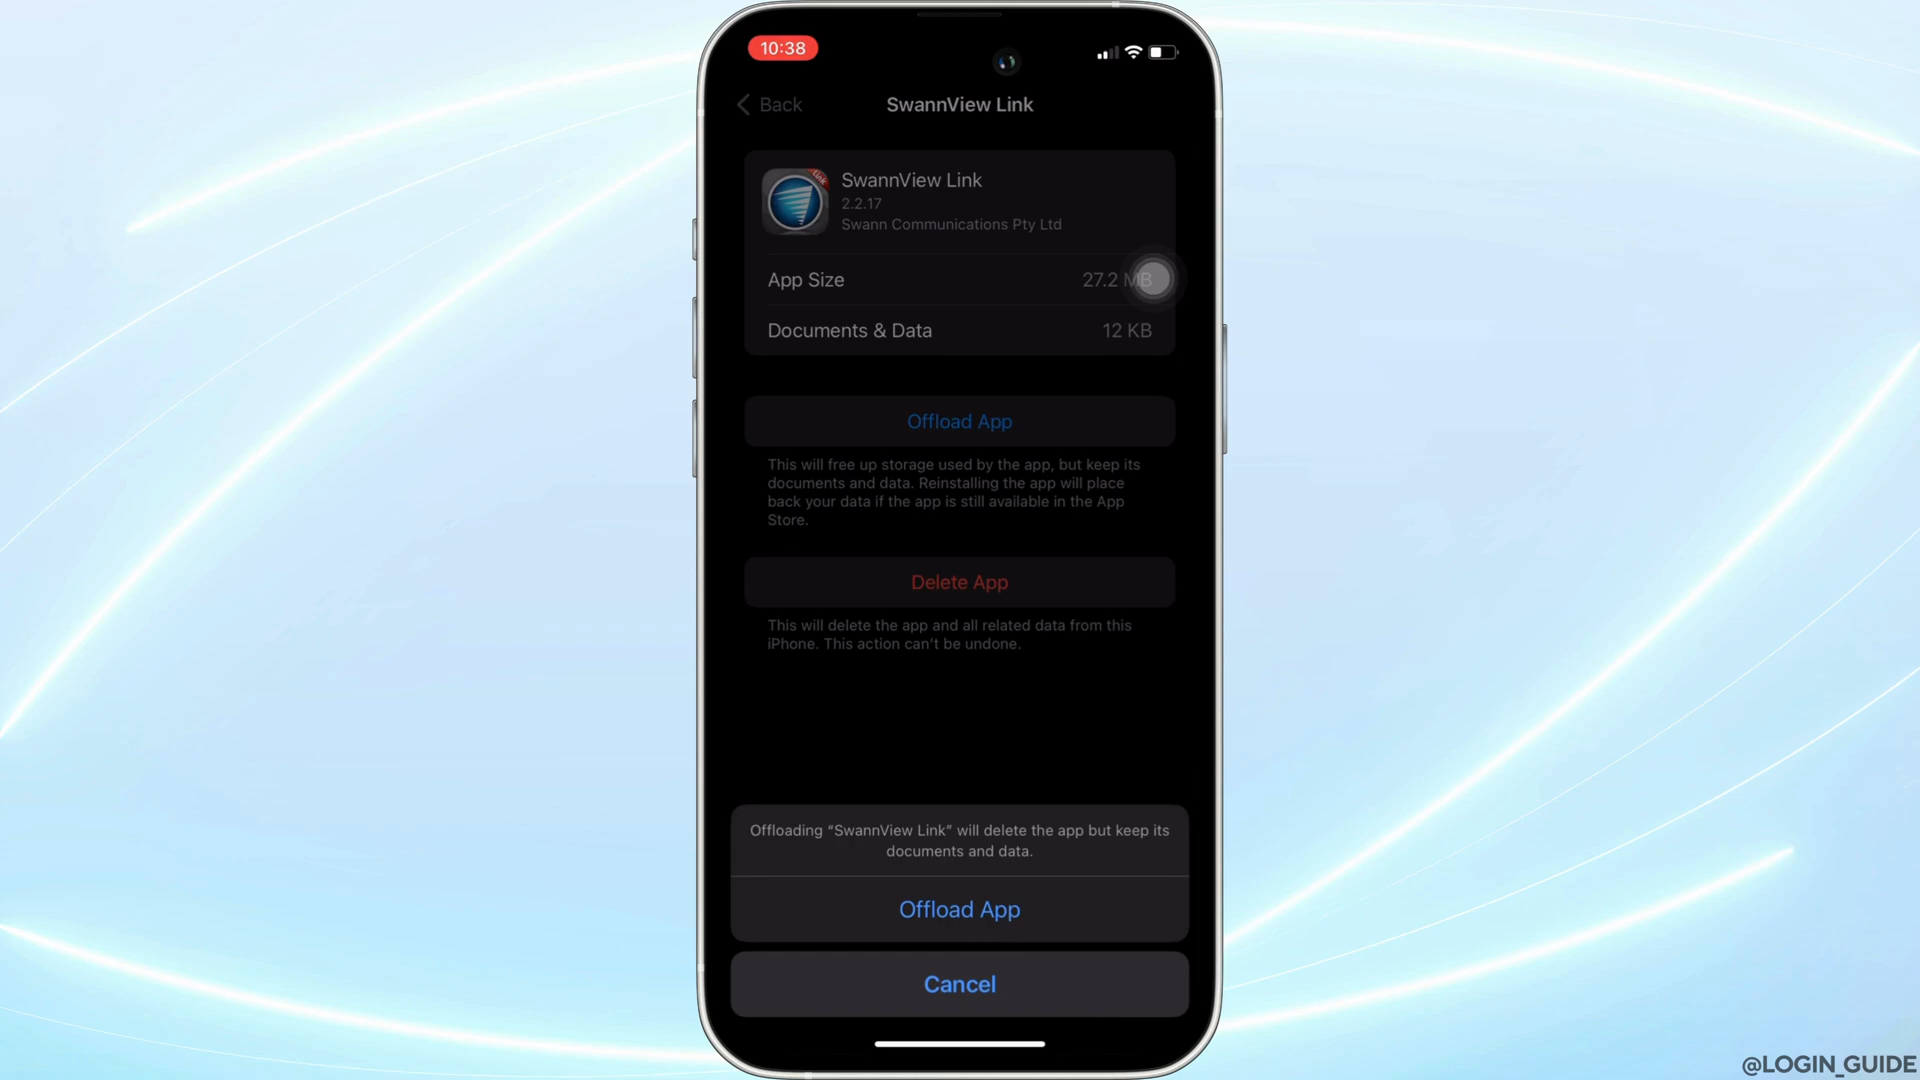 10:38
Back
SwannView Link
Link
SwannView Link
2.2.17
Swann Communications Pty Ltd
App Size
27.2 MB
Documents & Data
12 KB
Offload App
This will free up storage used by the app, but keep its
documents and data. Reinstalling the app will place
back your data if the app is still available in the App
Store.
Delete App
This will delete the app and all related data from this
iPhone. This action can't be undone.
Offloading “SwannView Link” will delete the app but keep its
documents and data.
Offload App
Cancel
@LOGIN_GUIDE